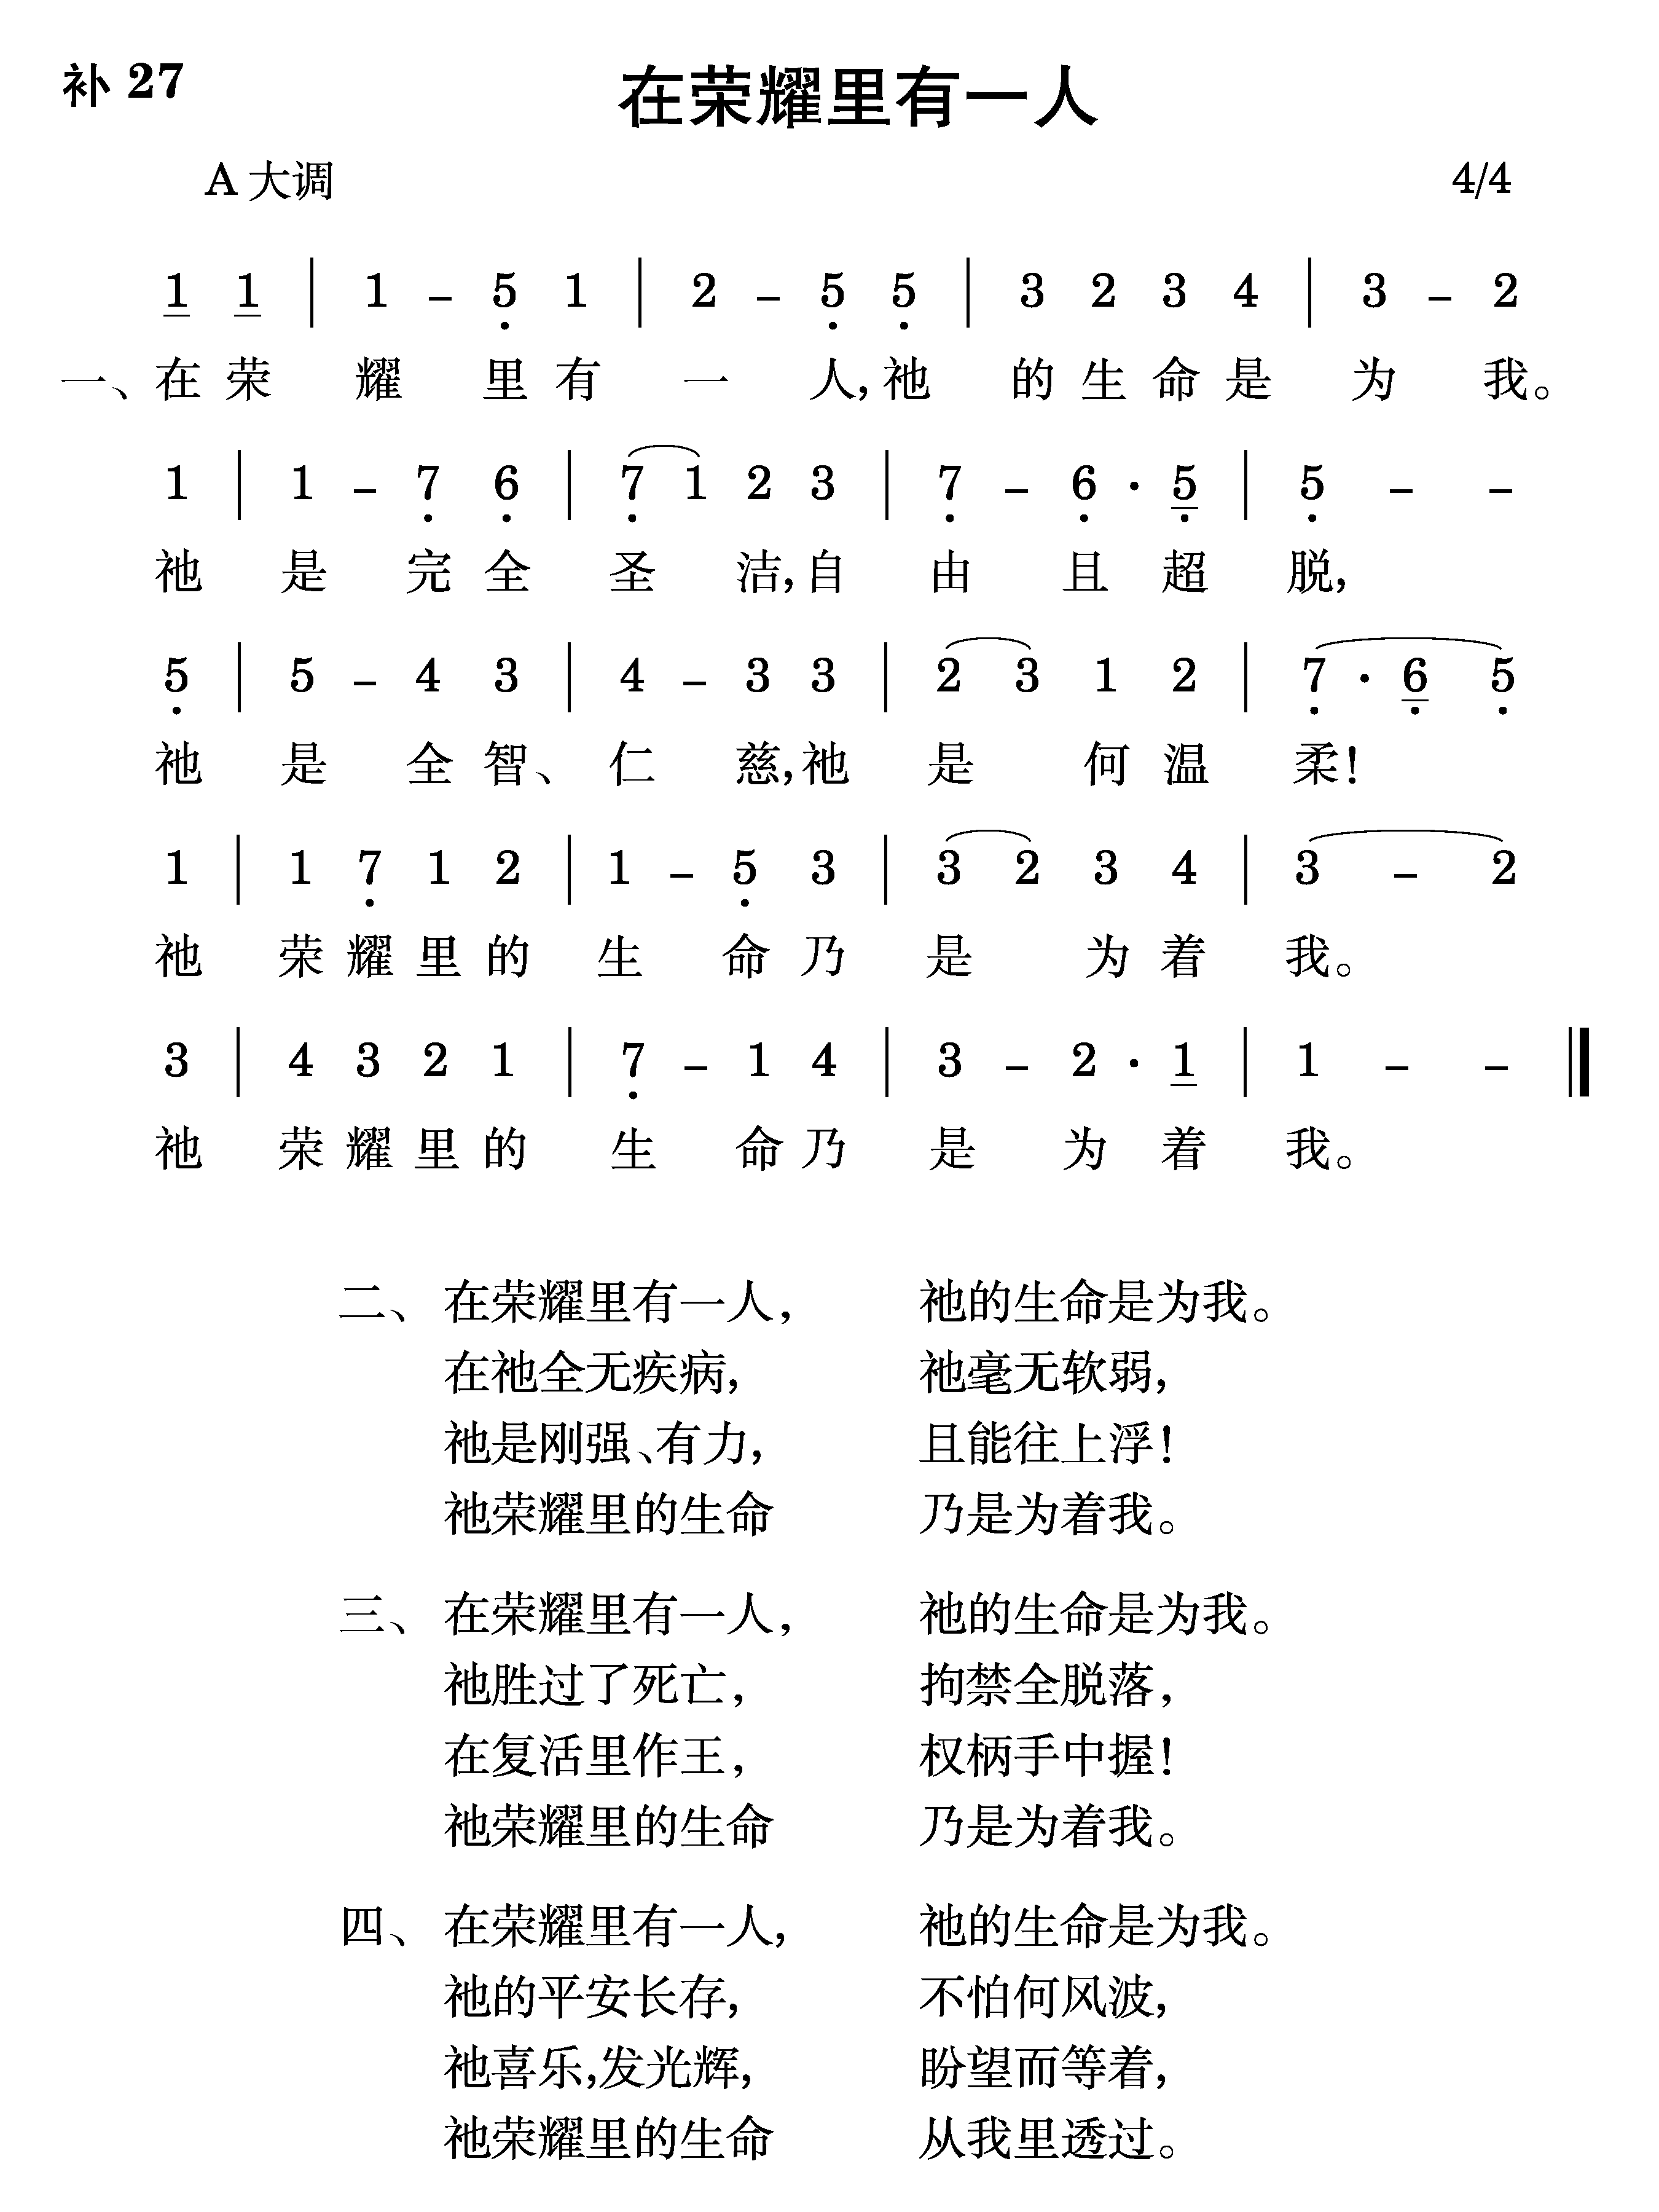 补 27
在荣耀里有一人
A 大调 4/4
1 1 | 1 – 5 1 | 2 – 5 5 | 3 2 3 4 | 3 – 2
一、在 荣 耀 里 有 一 人,祂 的 生 命 是 为 我。
1 | 1 – 7 6 | 7 1 2 3 | 7 – 6 · 5 | 5 – –
祂 是 完 全 圣 洁,自 由 且 超 脱,
5 | 5 – 4 3 | 4 – 3 3 | 2 3 1 2 | 7 · 6 5
祂 是 全 智、 仁 慈,祂 是 何 温 柔!
1 | 1 7 1 2 | 1 – 5 3 | 3 2 3 4 | 3 – 2
祂 荣 耀 里 的 生 命 乃 是 为 着 我。
3 | 4 3 2 1 | 7 – 1 4 | 3 – 2 · 1 | 1 – –
祂 荣 耀 里 的 生 命 乃 是 为 着 我。
二、 在荣耀里有一人, 祂的生命是为我。
在祂全无疾病, 祂毫无软弱,
祂是刚强、有力, 且能往上浮!
祂荣耀里的生命 乃是为着我。
三、 在荣耀里有一人, 祂的生命是为我。
祂胜过了死亡, 拘禁全脱落,
在复活里作王, 权柄手中握!
祂荣耀里的生命 乃是为着我。
四、 在荣耀里有一人, 祂的生命是为我。
祂的平安长存, 不怕何风波,
祂喜乐,发光辉, 盼望而等着,
祂荣耀里的生命 从我里透过。